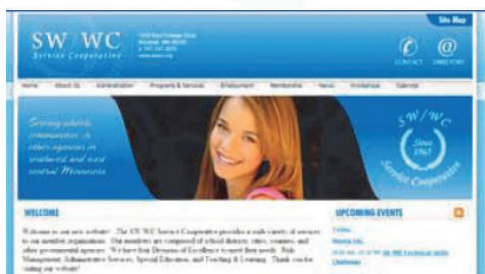 Site Map
SW WC
Service Cooperative
CONTACT
DIRECTORY
Home About Us Administration Programs & Services Employment Membership News Workshops Calendar
Serving schools,
communities &
other agencies in
southwest and west
central Minnesota
SW/WC
Since
Service Cooperative
WELCOME
UPCOMING EVENTS
Welcome to our new website! The SW/WC Service Cooperative provides a wide variety of services
to our member organizations. Our members are composed of school districts, cities, counties, and
other governmental agencies. We have four Divisions of Excellence to meet their needs: Risk
Management, Administrative Services, Special Education, and Teaching & Learning. Thank you for
visiting our website!
Today